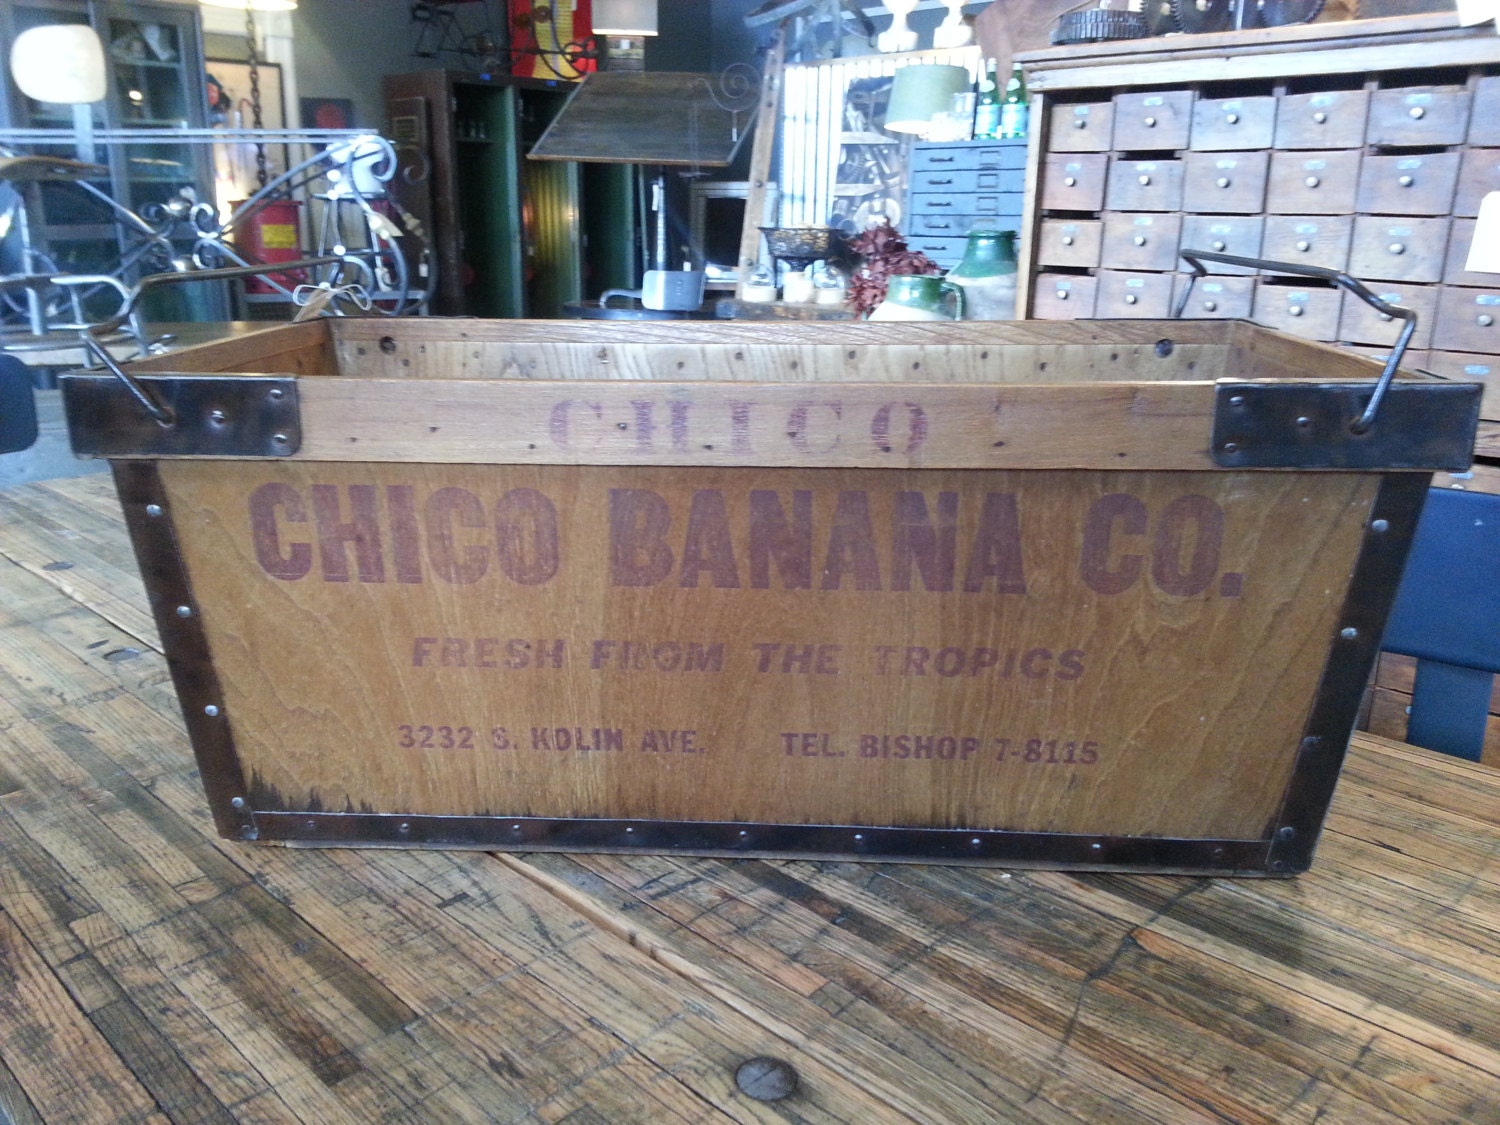 CHICO
CHICO BANANA CO.
FRESH FROM THE TROPICS
3232 S. KOLIN AVE. TEL. BISHOP 7-8115